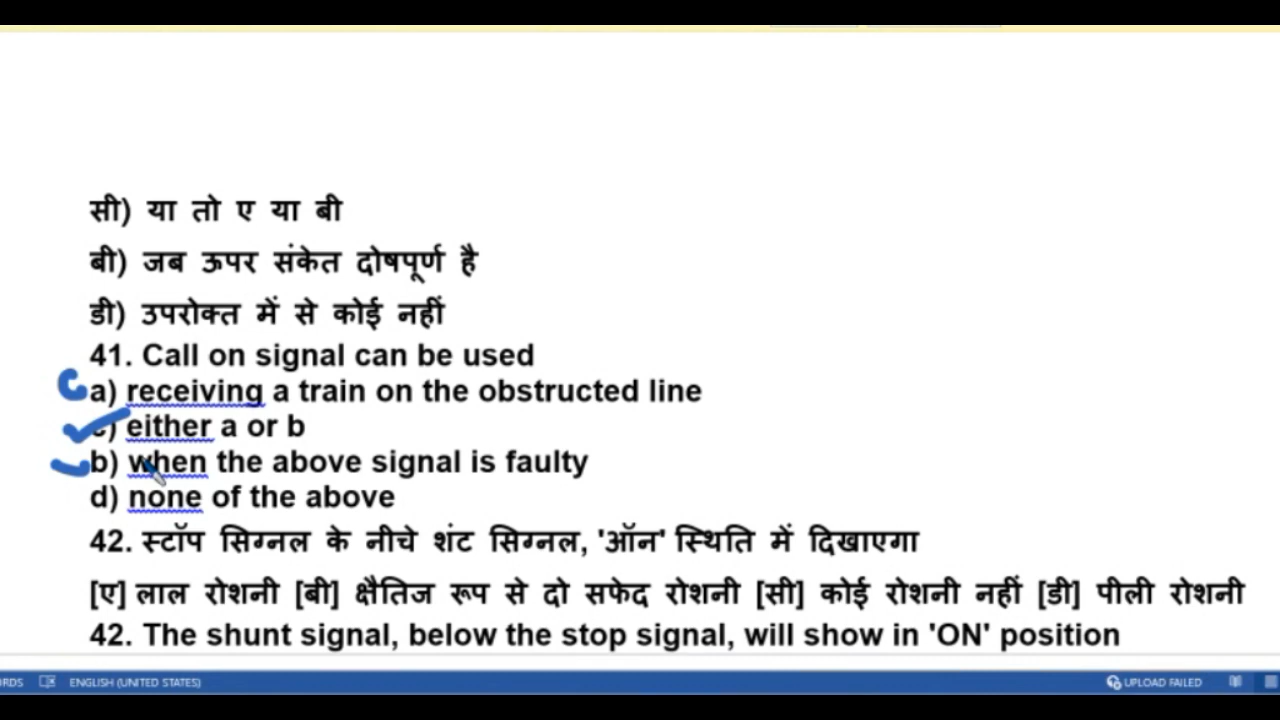 सी) या तो ए या बी
बी) जब ऊपर संकेत दोषपूर्ण है
डी) उपरोक्त में से कोई नहीं
41. Call on signal can be used
a) receiving a train on the obstructed line
c) either a or b
b) when the above signal is faulty
d) none of the above
42. स्टॉप सिग्नल के नीचे शंट सिग्नल, 'ऑन' स्थिति में दिखाएगा
[ए] लाल रोशनी [बी] क्षैतिज रूप से दो सफेद रोशनी [सी] कोई रोशनी नहीं [डी] पीली रोशनी
42. The shunt signal, below the stop signal, will show in 'ON' position
ENGLISH (UNITED STATES) UPLOAD FAILED